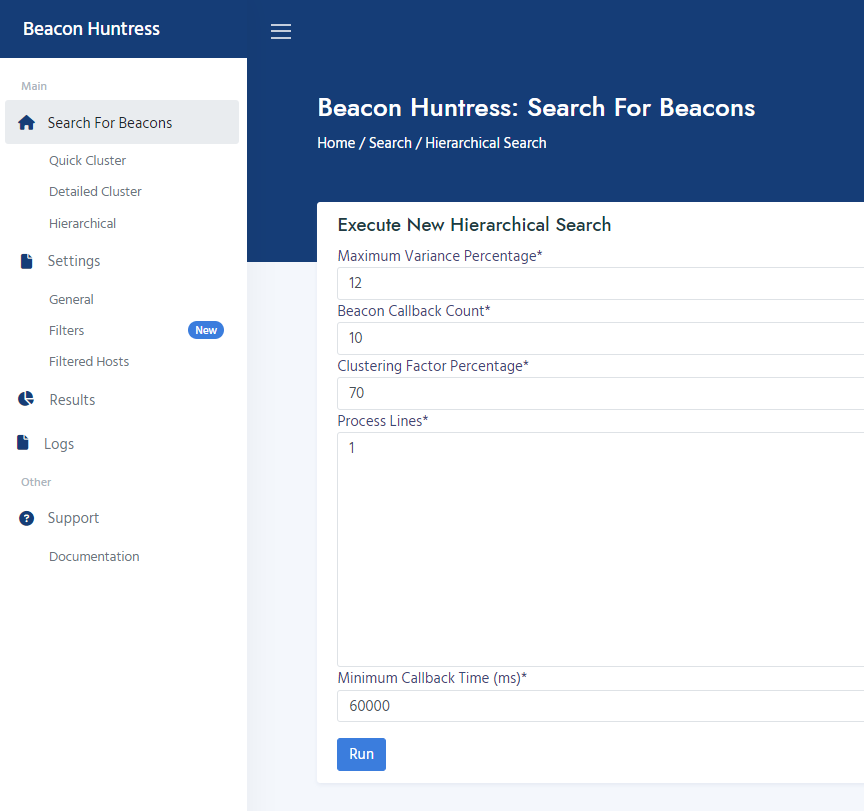 Beacon Huntress
Main
Search For Beacons
Quick Cluster
Detailed Cluster
Hierarchical
Settings
General
Filters New
Filtered Hosts
Results
Logs
Other
Support
Documentation
Beacon Huntress: Search For Beacons
Home / Search / Hierarchical Search
Execute New Hierarchical Search
Maximum Variance Percentage*
12
Beacon Callback Count*
10
Clustering Factor Percentage*
70
Process Lines*
1
Minimum Callback Time (ms)*
60000
Run